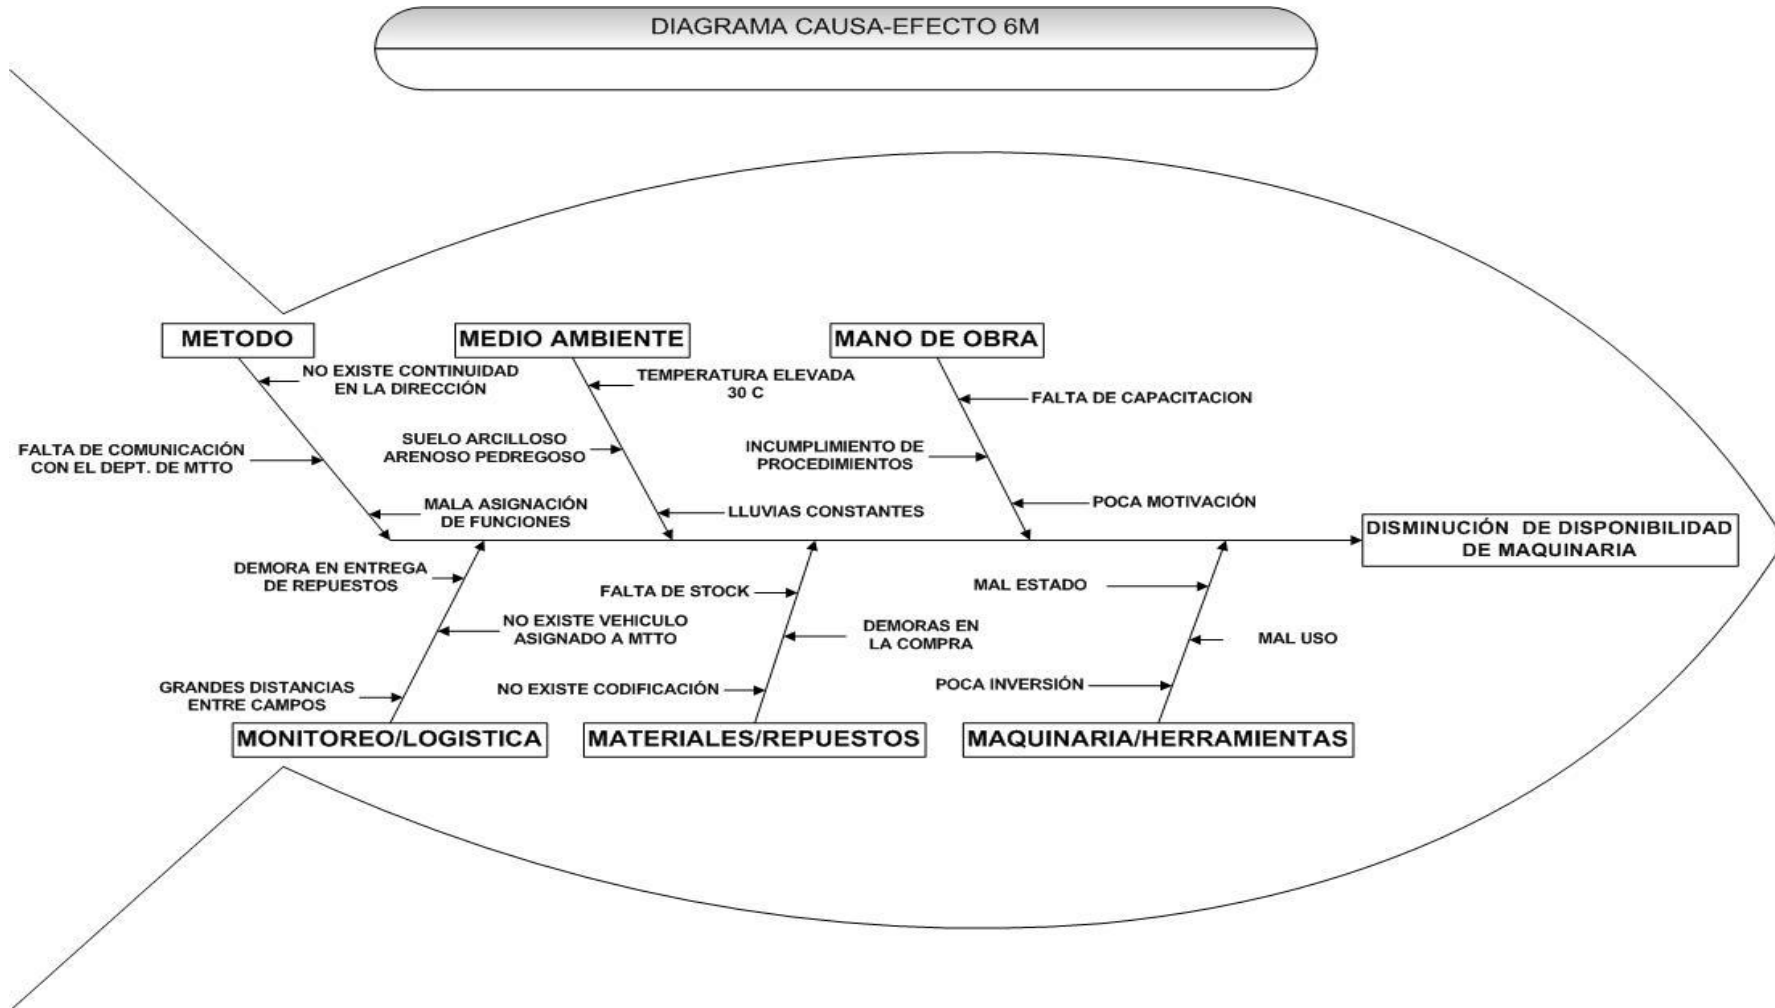 DIAGRAMA CAUSA-EFECTO 6M
METODO
MEDIO AMBIENTE
MANO DE OBRA
NO EXISTE CONTINUIDAD
EN LA DIRECCIÓN
FALTA DE COMUNICACIÓN
CON EL DEPT. DE MTTO
MALA ASIGNACIÓN
DE FUNCIONES
TEMPERATURA ELEVADA
30 C
SUELO ARCILLOSO
ARENOSO PEDREGOSO
LLUVIAS CONSTANTES
FALTA DE CAPACITACION
INCUMPLIMIENTO DE
PROCEDIMIENTOS
POCA MOTIVACIÓN
DISMINUCIÓN DE DISPONIBILIDAD
DE MAQUINARIA
DEMORA EN ENTREGA
DE REPUESTOS
NO EXISTE VEHICULO
ASIGNADO A MTTO
GRANDES DISTANCIAS
ENTRE CAMPOS
FALTA DE STOCK
DEMORAS EN
LA COMPRA
NO EXISTE CODIFICACIÓN
MAL ESTADO
MAL USO
POCA INVERSIÓN
MONITOREO/LOGISTICA
MATERIALES/REPUESTOS
MAQUINARIA/HERRAMIENTAS